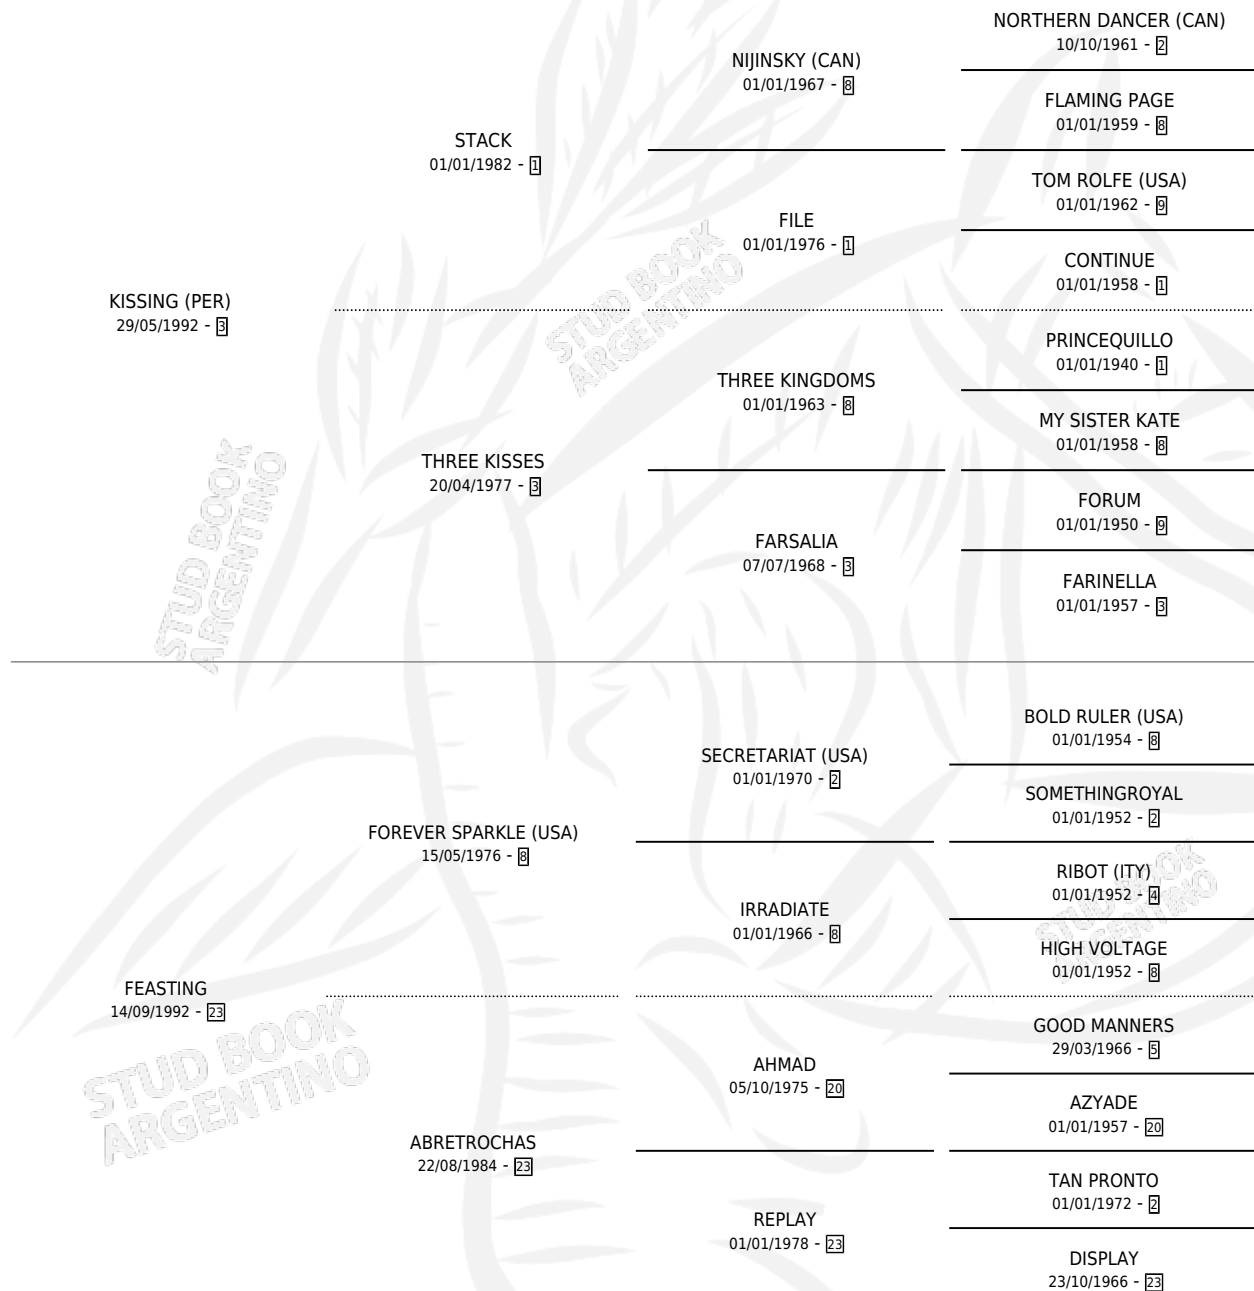 NORTHERN DANCER (CAN)
10/10/1961 - 2
NIJINSKY (CAN)
01/01/1967 - 8
FLAMING PAGE
01/01/1959 - 8
STACK
01/01/1982 - 1
TOM ROLFE (USA)
01/01/1962 - 9
FILE
01/01/1976 - 1
CONTINUE
01/01/1958 - 1
KISSING (PER)
29/05/1992 - 3
PRINCEQUILLO
01/01/1940 - 1
THREE KINGDOMS
01/01/1963 - 8
MY SISTER KATE
01/01/1958 - 8
THREE KISSES
20/04/1977 - 3
FORUM
01/01/1950 - 9
FARSALIA
07/07/1968 - 3
FARINELLA
01/01/1957 - 3
STUD BOOK
ARGENTINO
STUD BOOK
ARGENTINO
BOLD RULER (USA)
01/01/1954 - 8
SECRETARIAT (USA)
01/01/1970 - 2
SOMETHINGROYAL
01/01/1952 - 2
FOREVER SPARKLE (USA)
15/05/1976 - 8
RIBOT (ITY)
01/01/1952 - 4
IRRADIATE
01/01/1966 - 8
HIGH VOLTAGE
01/01/1952 - 8
FEASTING
14/09/1992 - 23
GOOD MANNERS
29/03/1966 - 5
AHMAD
05/10/1975 - 20
AZYADE
01/01/1957 - 20
ABRETROCHAS
22/08/1984 - 23
TAN PRONTO
01/01/1972 - 2
REPLAY
01/01/1978 - 23
DISPLAY
23/10/1966 - 23
STUD BOOK
ARGENTINO
STUD BOOK
ARGENTINO